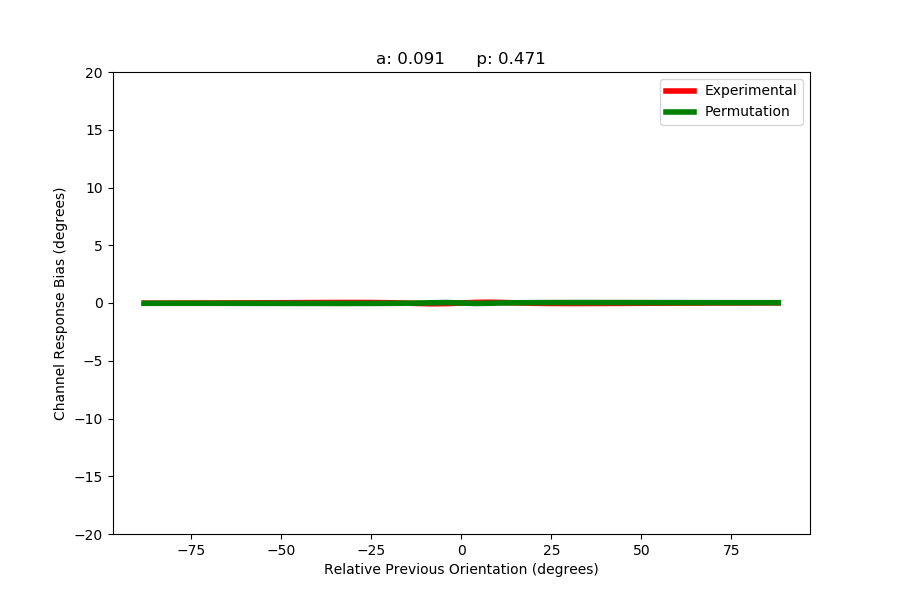 a: 0.091 p: 0.471
Experimental
Permutation
Channel Response Bias (degrees)
20
15
10
5
0
−5
−10
−15
−20
−75 −50 −25 0 25 50 75
Relative Previous Orientation (degrees)